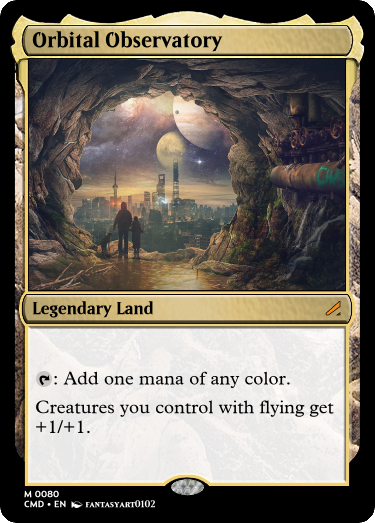 Orbital Observatory
Legendary Land
: Add one mana of any color.
Creatures you control with flying get
+1/+1.
M 0080
CMD • EN FANTASYART0102